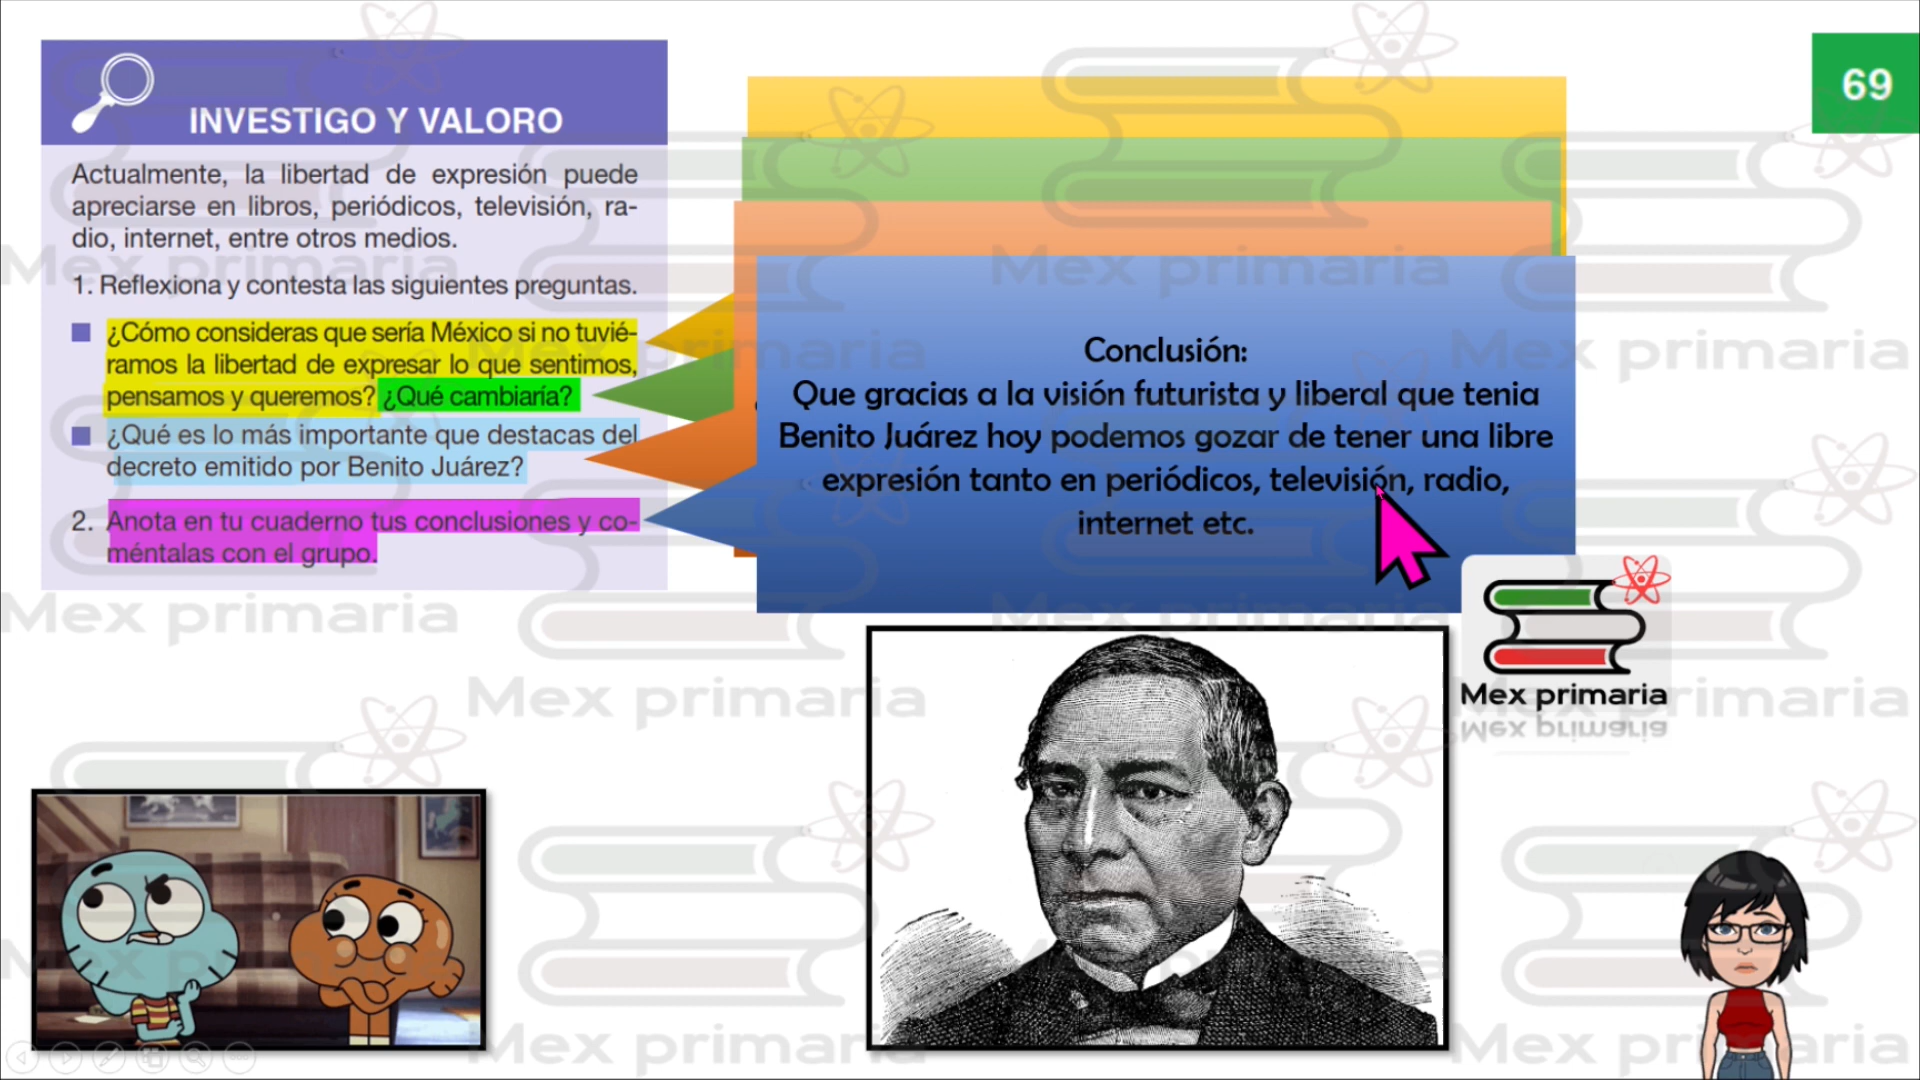 INVESTIGO Y VALORO
Actualmente, la libertad de expresión puede
apreciarse en libros, periódicos, televisión, ra-
dio, internet, entre otros medios.
1. Reflexiona y contesta las siguientes preguntas.
¿Cómo consideras que sería México si no tuvié-
ramos la libertad de expresar lo que sentimos,
pensamos y queremos? ¿Qué cambiaría?
¿Qué es lo más importante que destacas del
decreto emitido por Benito Juárez?
2. Anota en tu cuaderno tus conclusiones y co-
méntalas con el grupo.
69
Conclusión:
Que gracias a la visión futurista y liberal que tenia
Benito Juárez hoy podemos gozar de tener una libre
expresión tanto en periódicos, televisión, radio,
internet etc.
Mex primaria